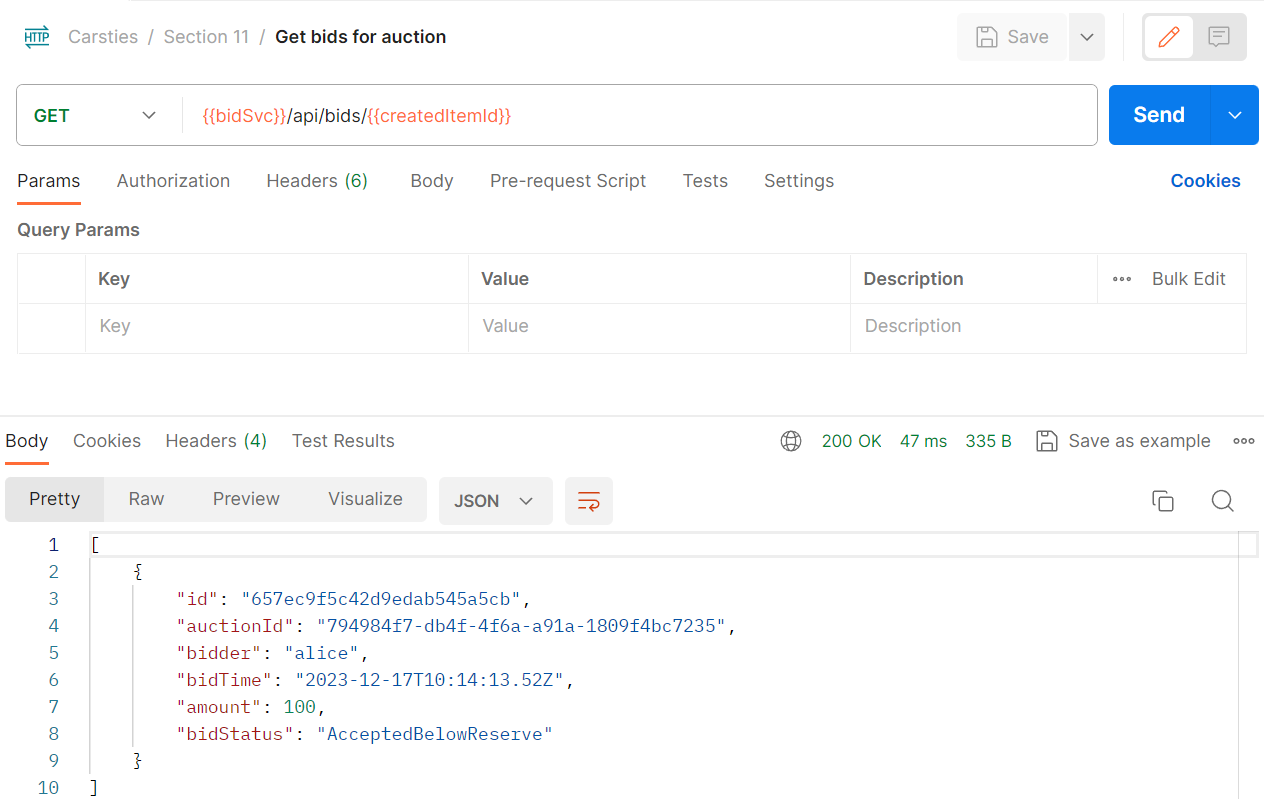 HTTP Carsties / Section 11 / Get bids for auction Save
GET {{bidSvc}}/api/bids/{{createdItemId}} Send
Params Authorization Headers (6) Body Pre-request Script Tests Settings Cookies
Query Params
Key Value Description ••• Bulk Edit
Key Value Description
Body Cookies Headers (4) Test Results 200 OK 47 ms 335 B Save as example •••
Pretty Raw Preview Visualize JSON
1 [
2 {
3 "id": "657ec9f5c42d9edab545a5cb",
4 "auctionId": "794984f7-db4f-4f6a-a91a-1809f4bc7235",
5 "bidder": "alice",
6 "bidTime": "2023-12-17T10:14:13.52Z",
7 "amount": 100,
8 "bidStatus": "AcceptedBelowReserve"
9 }
10 ]